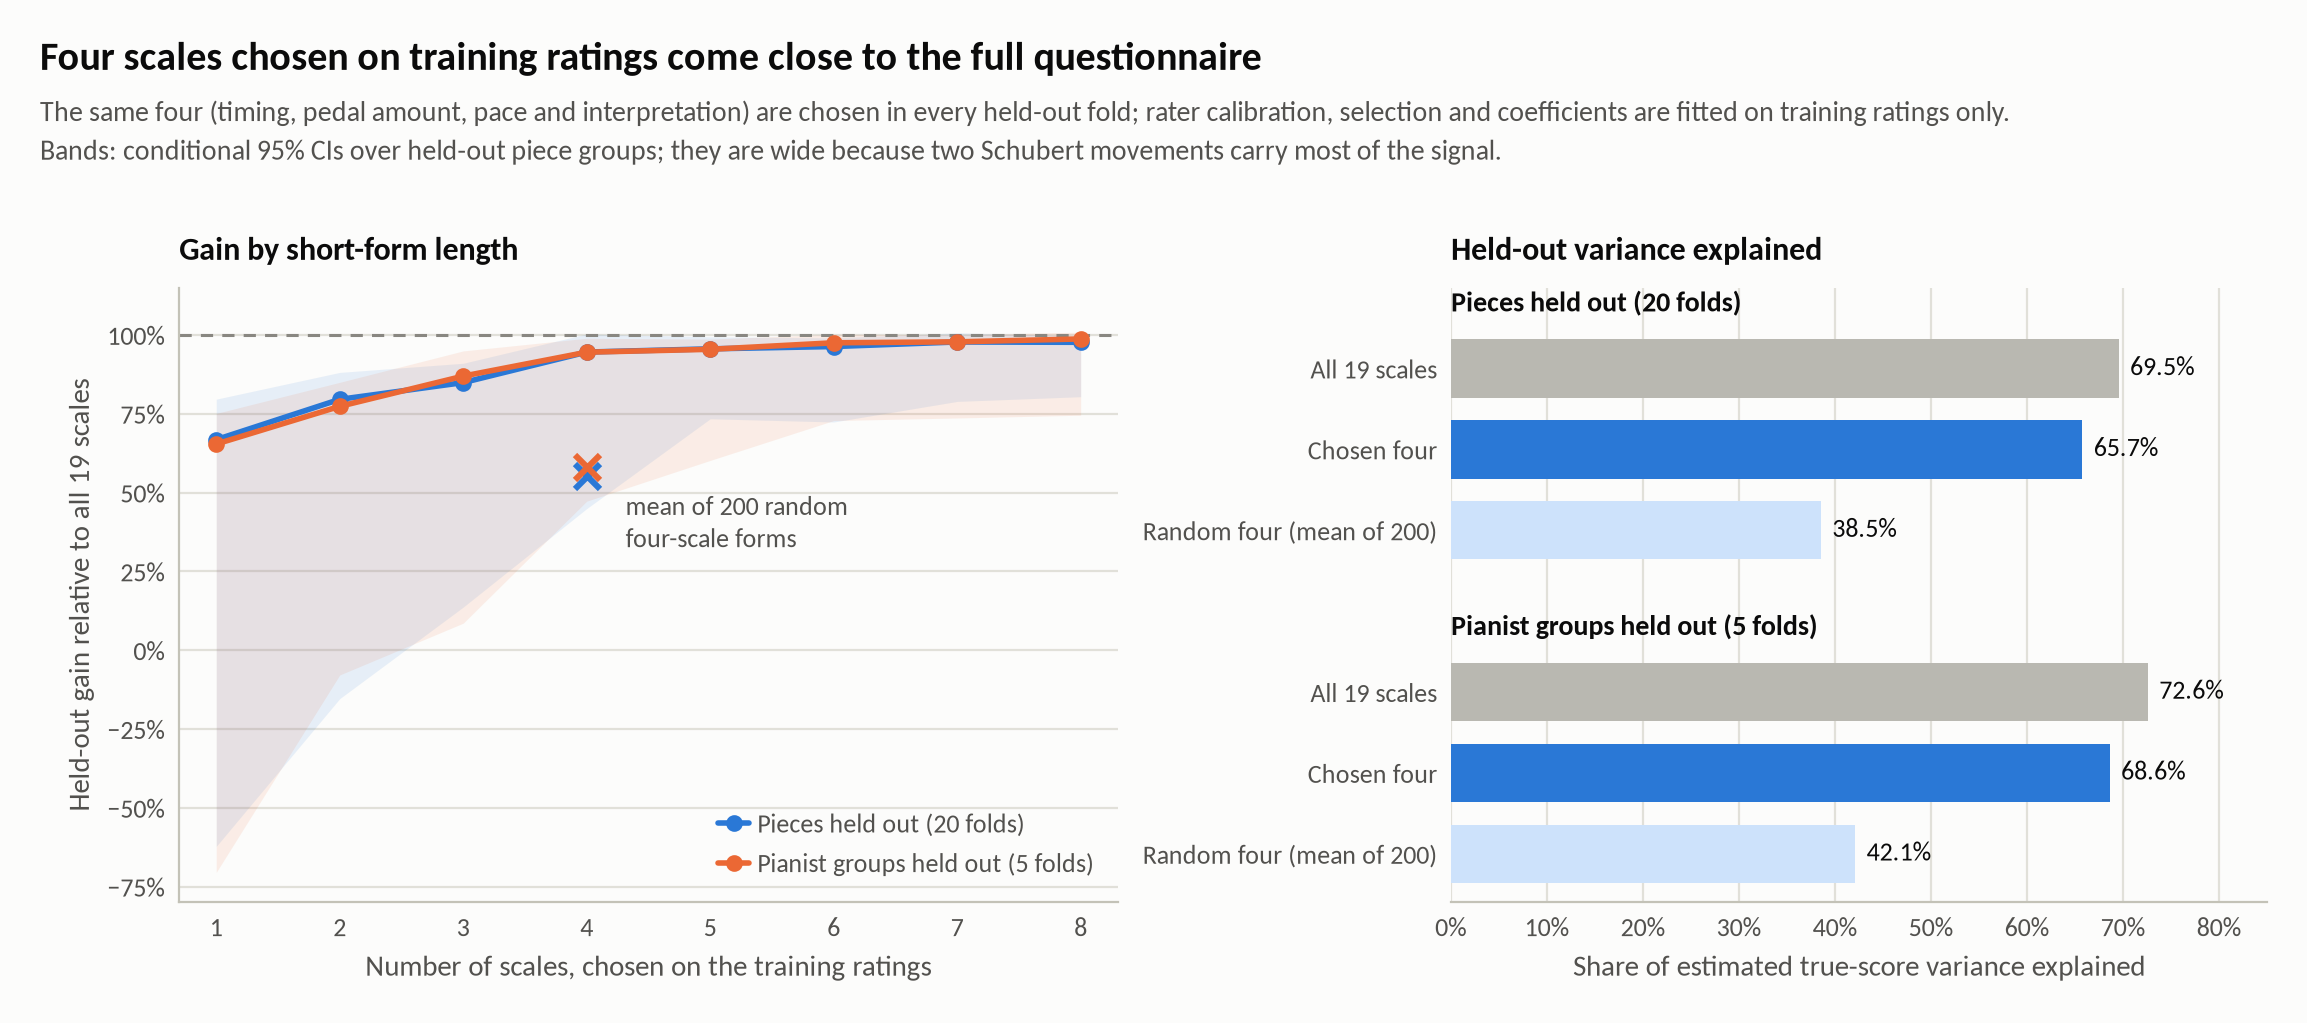 Four scales chosen on training ratings come close to the full questionnaire
The same four (timing, pedal amount, pace and interpretation) are chosen in every held-out fold; rater calibration, selection and coefficients are fitted on training ratings only.
Bands: conditional 95% CIs over held-out piece groups; they are wide because two Schubert movements carry most of the signal.
Gain by short-form length
Held-out gain relative to all 19 scales
100%
75%
50%
25%
0%
−25%
−50%
−75%
mean of 200 random
four-scale forms
Pieces held out (20 folds)
Pianist groups held out (5 folds)
1 2 3 4 5 6 7 8
Number of scales, chosen on the training ratings
Held-out variance explained
Pieces held out (20 folds)
All 19 scales 69.5%
Chosen four 65.7%
Random four (mean of 200) 38.5%
Pianist groups held out (5 folds)
All 19 scales 72.6%
Chosen four 68.6%
Random four (mean of 200) 42.1%
0% 10% 20% 30% 40% 50% 60% 70% 80%
Share of estimated true-score variance explained